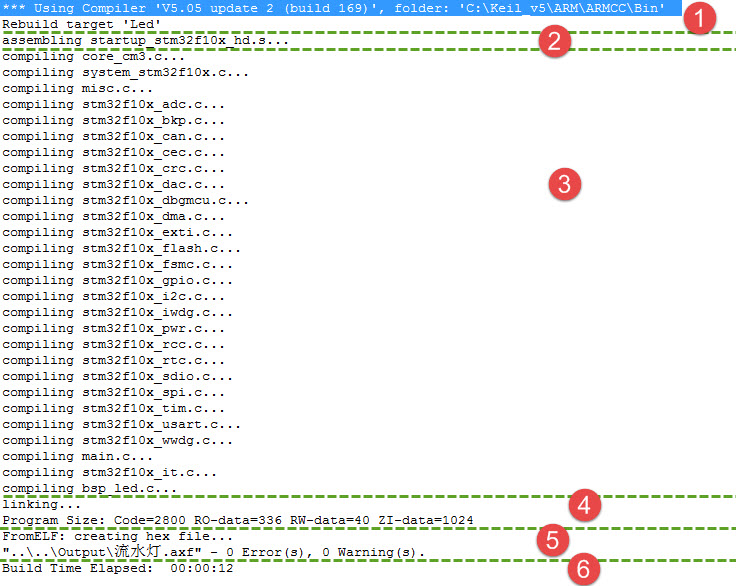 *** Using Compiler 'V5.05 update 2 (build 169)', folder: 'C:\Keil_v5\ARM\ARMCC\Bin'
1
Rebuild target 'Led'
assembling startup_stm32f10x_hd.s...
2
compiling core_cm3.c...
compiling system_stm32f10x.c...
compiling misc.c...
compiling stm32f10x_adc.c...
compiling stm32f10x_bkp.c...
compiling stm32f10x_can.c...
compiling stm32f10x_cec.c...
compiling stm32f10x_crc.c...
compiling stm32f10x_dac.c...
3
compiling stm32f10x_dbgmcu.c...
compiling stm32f10x_dma.c...
compiling stm32f10x_exti.c...
compiling stm32f10x_flash.c...
compiling stm32f10x_fsmc.c...
compiling stm32f10x_gpio.c...
compiling stm32f10x_i2c.c...
compiling stm32f10x_iwdg.c...
compiling stm32f10x_pwr.c...
compiling stm32f10x_rcc.c...
compiling stm32f10x_rtc.c...
compiling stm32f10x_sdio.c...
compiling stm32f10x_spi.c...
compiling stm32f10x_tim.c...
compiling stm32f10x_usart.c...
compiling stm32f10x_wwdg.c...
compiling main.c...
compiling stm32f10x_it.c...
compiling bsp_led.c...
linking...
4
Program Size: Code=2800 RO-data=336 RW-data=40 ZI-data=1024
FromELF: creating hex file...
5
"..\..\Output\流水灯.axf" - 0 Error(s), 0 Warning(s).
Build Time Elapsed:  00:00:12
6